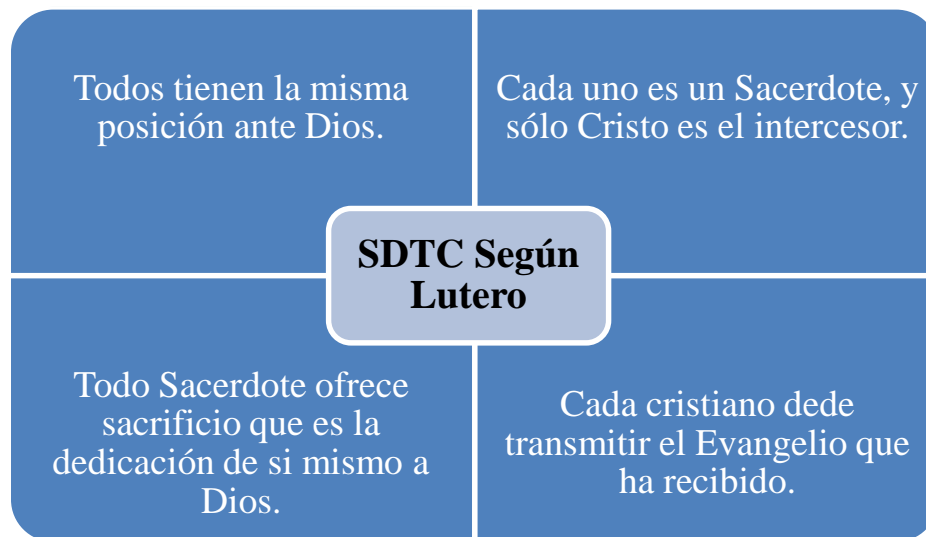 Todos tienen la misma
posición ante Dios.
Cada uno es un Sacerdote, y
sólo Cristo es el intercesor.
SDTC Según
Lutero
Todo Sacerdote ofrece
sacrificio que es la
dedicación de si mismo a
Dios.
Cada cristiano dede
transmitir el Evangelio que
ha recibido.